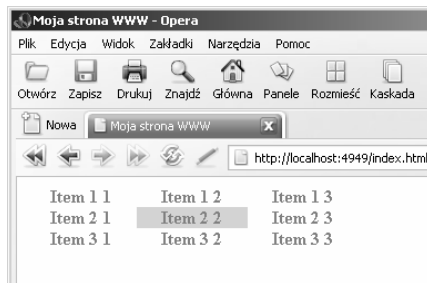 Moja strona WWW - Opera
Plik Edycja Widok Zakładki Narzędzia Pomoc
Otwórz Zapisz Drukuj Znajdź Główna Panele Rozmieść Kaskada
Nowa Moja strona WWW
http://localhost:4949/index.html
Item 1 1 Item 1 2 Item 1 3
Item 2 1 Item 2 2 Item 2 3
Item 3 1 Item 3 2 Item 3 3